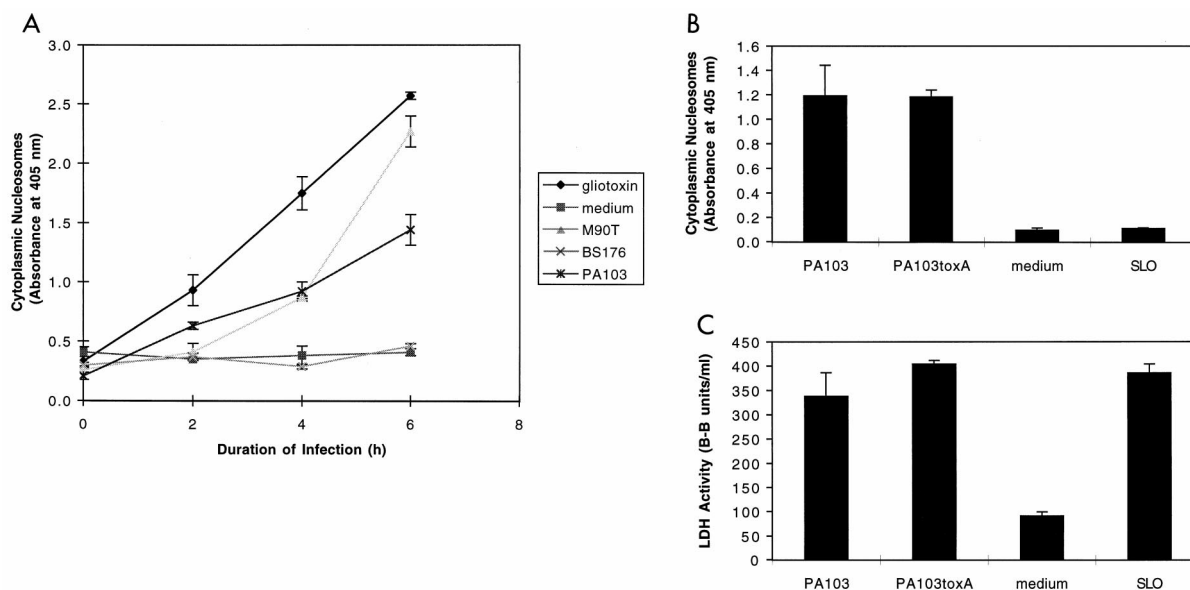 A
Cytoplasmic Nucleosomes
(Absorbance at 405 nm)
3.0
2.5
2.0
1.5
1.0
0.5
0.0
0
2
4
6
8
Duration of Infection (h)
gliotoxin
medium
M90T
BS176
PA103
B
Cytoplasmic Nucleosomes
(Absorbance at 405 nm)
1.6
1.4
1.2
1.0
0.8
0.6
0.4
0.2
0.0
PA103
PA103toxA
medium
SLO
C
LDH Activity (B-B units/ml)
450
400
350
300
250
200
150
100
50
0
PA103
PA103toxA
medium
SLO